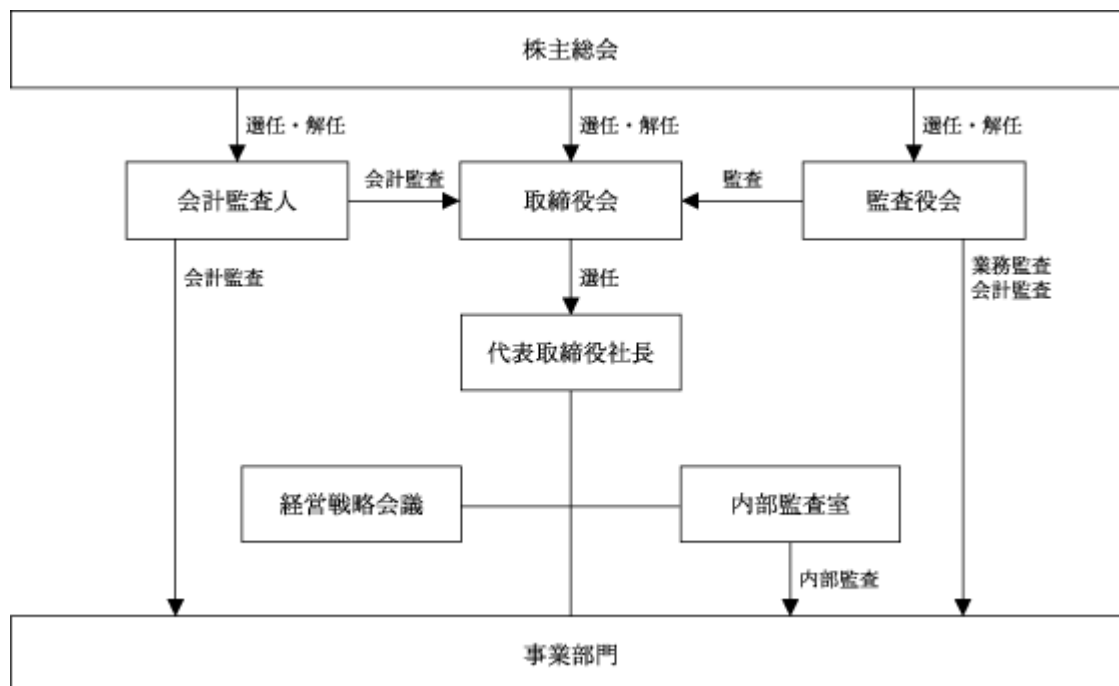 株主総会
選任・解任
選任・解任
選任・解任
会計監査人
会計監査
取締役会
監査
監査役会
会計監査
選任
業務監査
会計監査
代表取締役社長
経営戦略会議
内部監査室
内部監査
事業部門